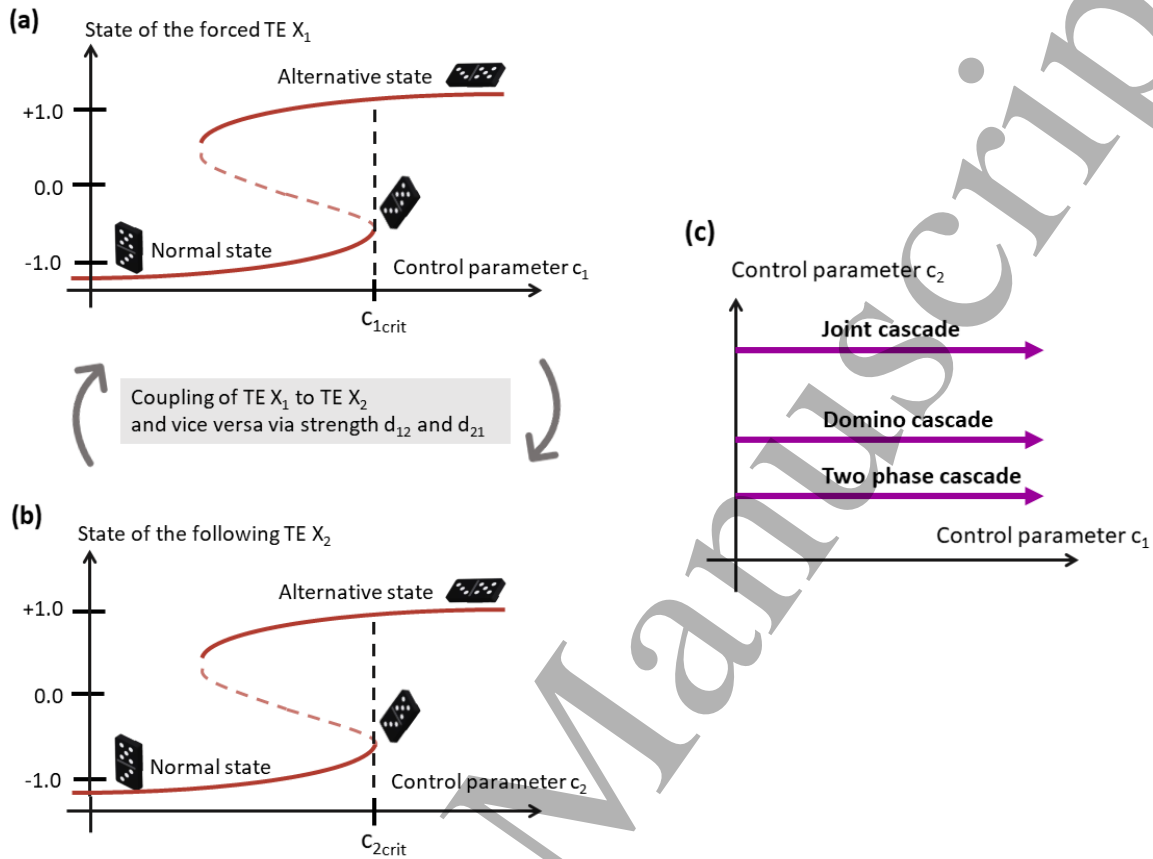 (a)
State of the forced TE X₁
Alternative state
+1.0
0.0
Normal state
-1.0
Control parameter c₁
c₁crit
Coupling of TE X₁ to TE X₂
and vice versa via strength d₁₂ and d₂₁
(b)
State of the following TE X₂
Alternative state
+1.0
0.0
Normal state
-1.0
Control parameter c₂
c₂crit
(c)
Control parameter c₂
Joint cascade
Domino cascade
Two phase cascade
Control parameter c₁
Manuscrip